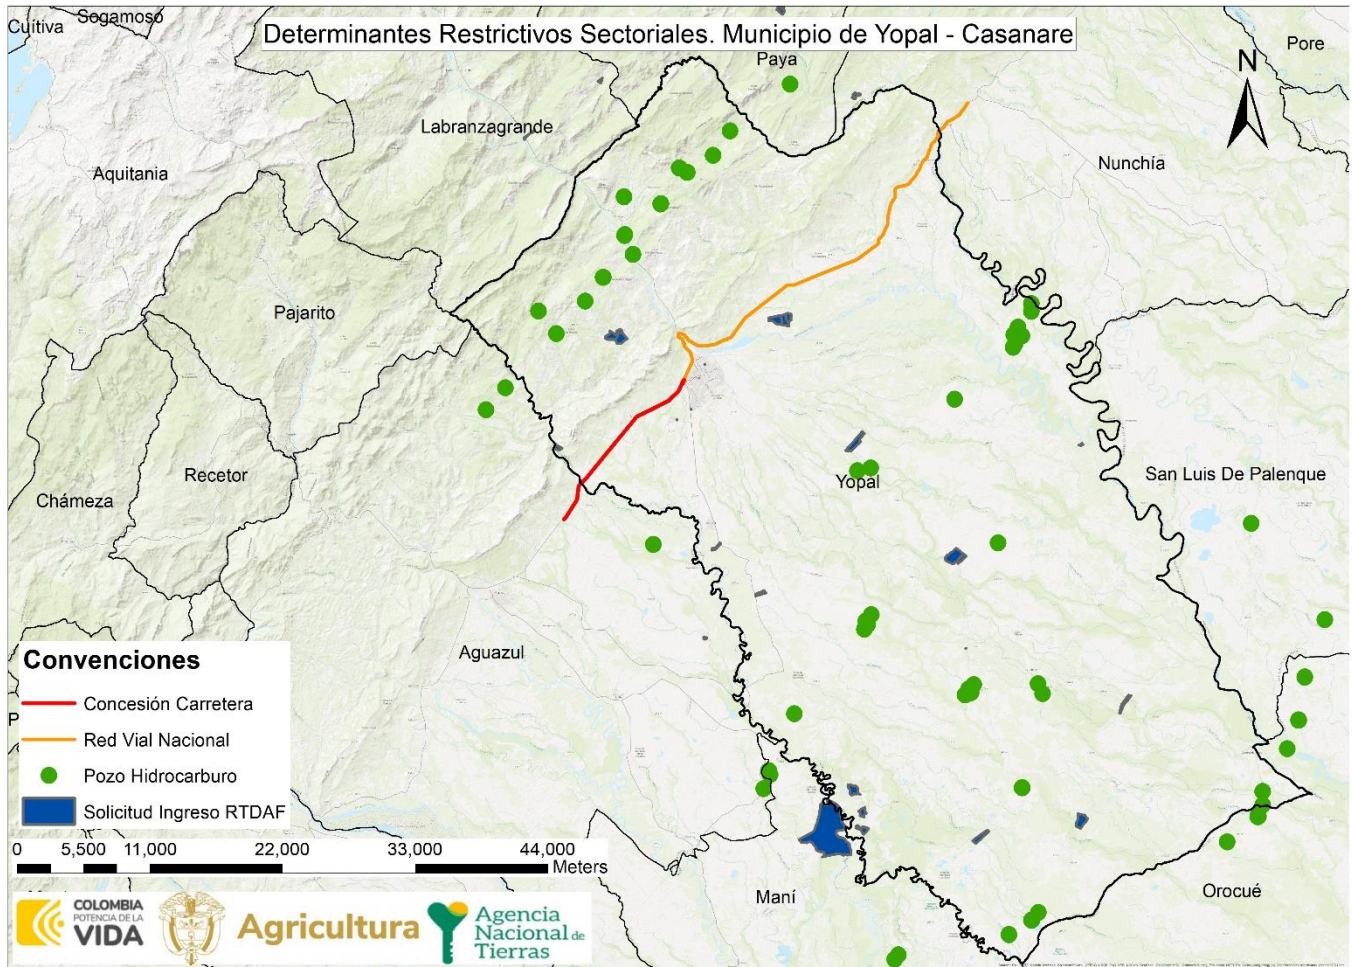 Sogamoso
Cuitiva
Determinantes Restrictivos Sectoriales. Municipio de Yopal - Casanare
Pore
Paya
N
Labranzagrande
Nunchía
Aquitania
Pajarito
Recetor
San Luis De Palenque
Yopal
Chámeza
Aguazul
Convenciones
Concesión Carretera
P
Red Vial Nacional
Pozo Hidrocarburo
Solicitud Ingreso RTDAF
0 5,500 11,000 22,000 33,000 44,000
Meters
Maní
Orocué
COLOMBIA
POTENCIA DE LA
VIDA
Agricultura
Agencia
Nacional de
Tierras